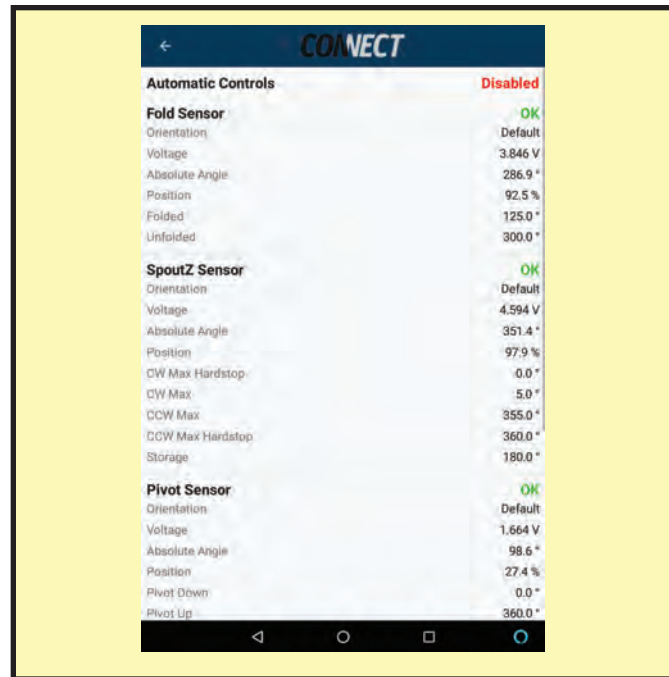 CONNECT
Automatic Controls Disabled
Fold Sensor OK
Orientation Default
Voltage 3.846 V
Absolute Angle 286.9 °
Position 92.5 %
Folded 125.0 °
Unfolded 300.0 °
SpoutZ Sensor OK
Orientation Default
Voltage 4.594 V
Absolute Angle 351.4 °
Position 97.9 %
CW Max Hardstop 0.0 °
CW Max 5.0 °
CCW Max 355.0 °
CCW Max Hardstop 360.0 °
Storage 180.0 °
Pivot Sensor OK
Orientation Default
Voltage 1.664 V
Absolute Angle 98.6 °
Position 27.4 %
Pivot Down 0.0 °
Pivot Up 360.0 °